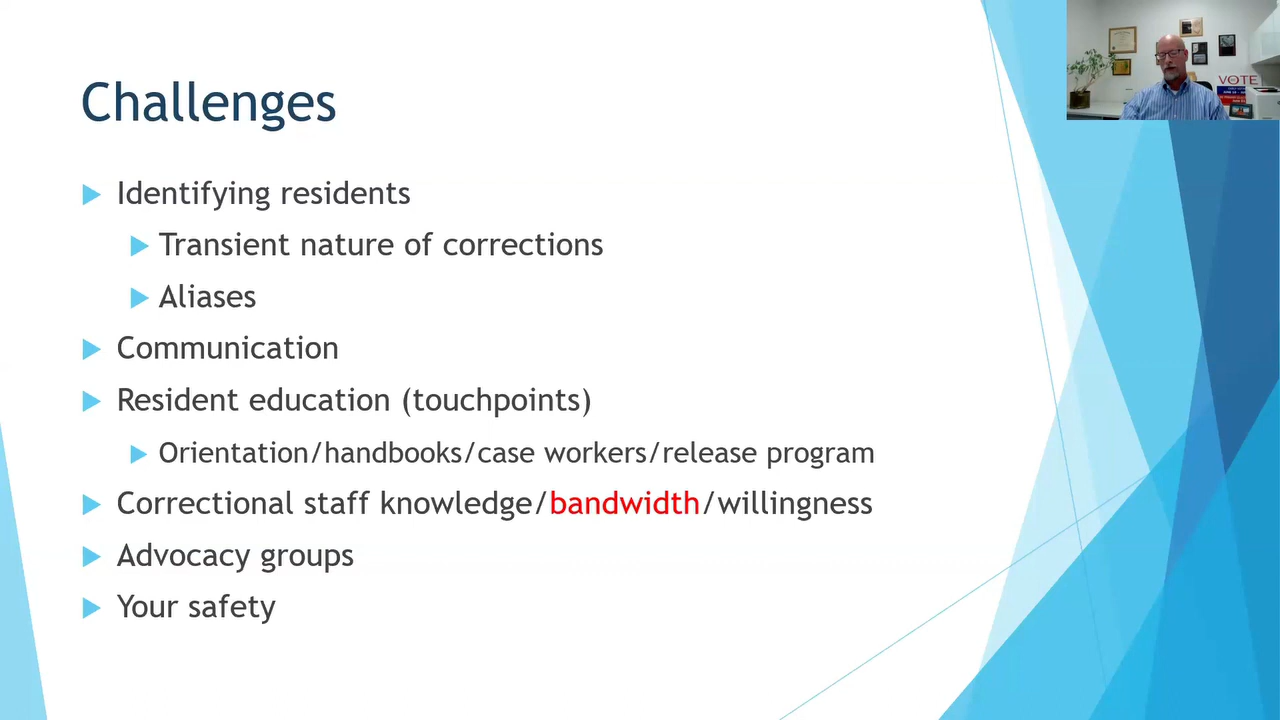 Challenges
Identifying residents
Transient nature of corrections
Aliases
Communication
Resident education (touchpoints)
Orientation/handbooks/case workers/release program
Correctional staff knowledge/bandwidth/willingness
Advocacy groups
Your safety
VOTE